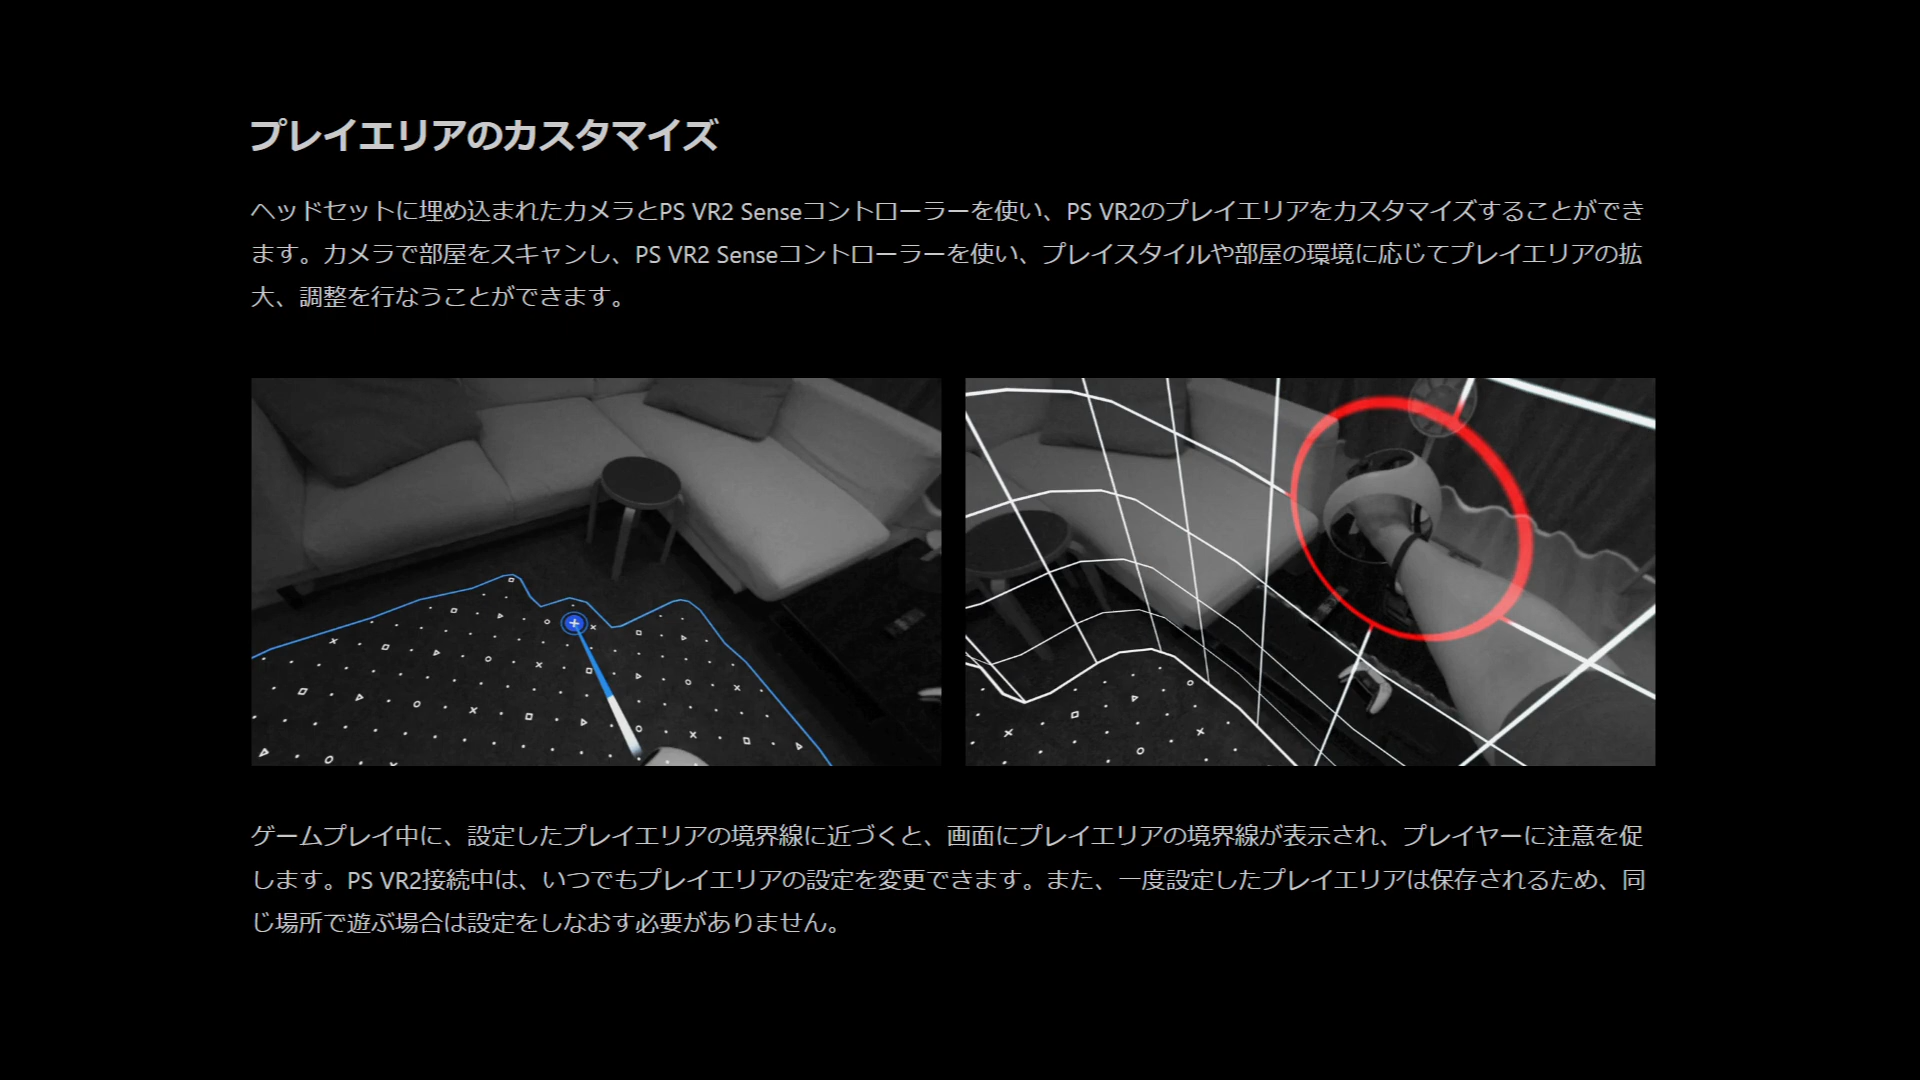 プレイエリアのカスタマイズ
ヘッドセットに埋め込まれたカメラとPS VR2 Senseコントローラーを使い、PS VR2のプレイエリアをカスタマイズすることができ
ます。カメラで部屋をスキャンし、PS VR2 Senseコントローラーを使い、プレイスタイルや部屋の環境に応じてプレイエリアの拡
大、調整を行なうことができます。
ゲームプレイ中に、設定したプレイエリアの境界線に近づくと、画面にプレイエリアの境界線が表示され、プレイヤーに注意を促
します。PS VR2接続中は、いつでもプレイエリアの設定を変更できます。また、一度設定したプレイエリアは保存されるため、同
じ場所で遊ぶ場合は設定をしなおす必要がありません。